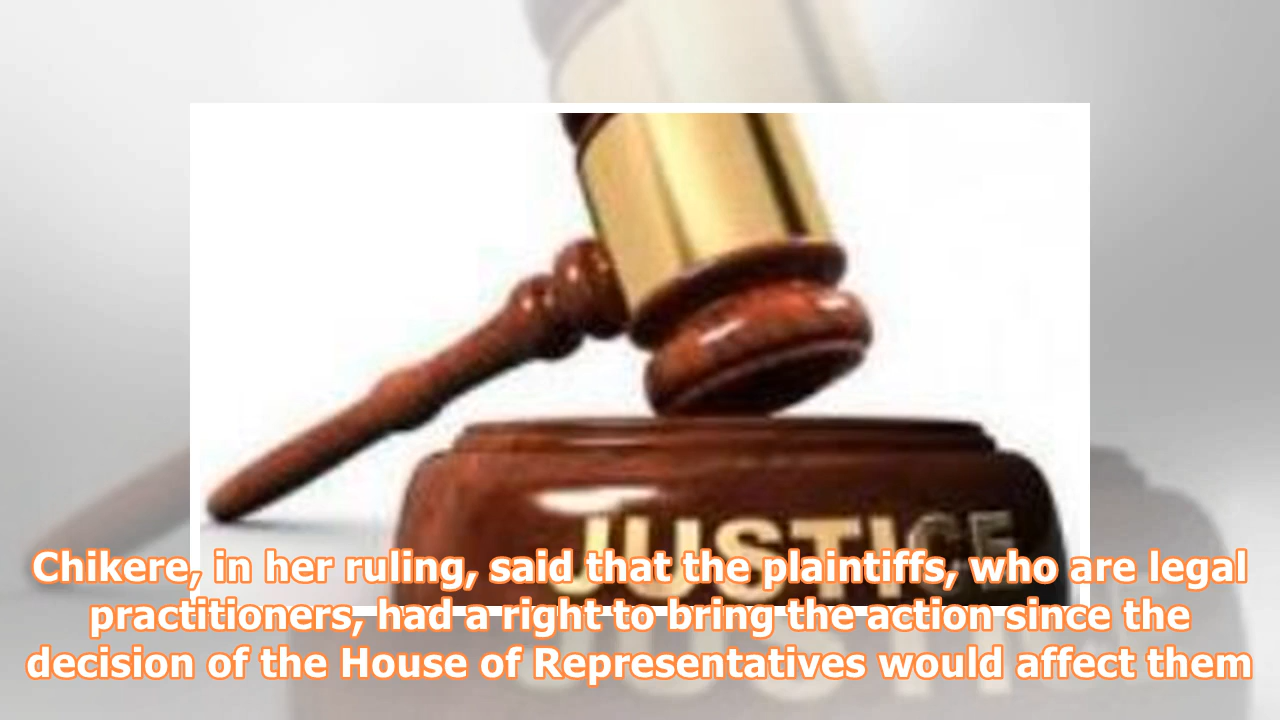 JUSTICE
Chikere, in her ruling, said that the plaintiffs, who are legal
practitioners, had a right to bring the action since the
decision of the House of Representatives would affect them